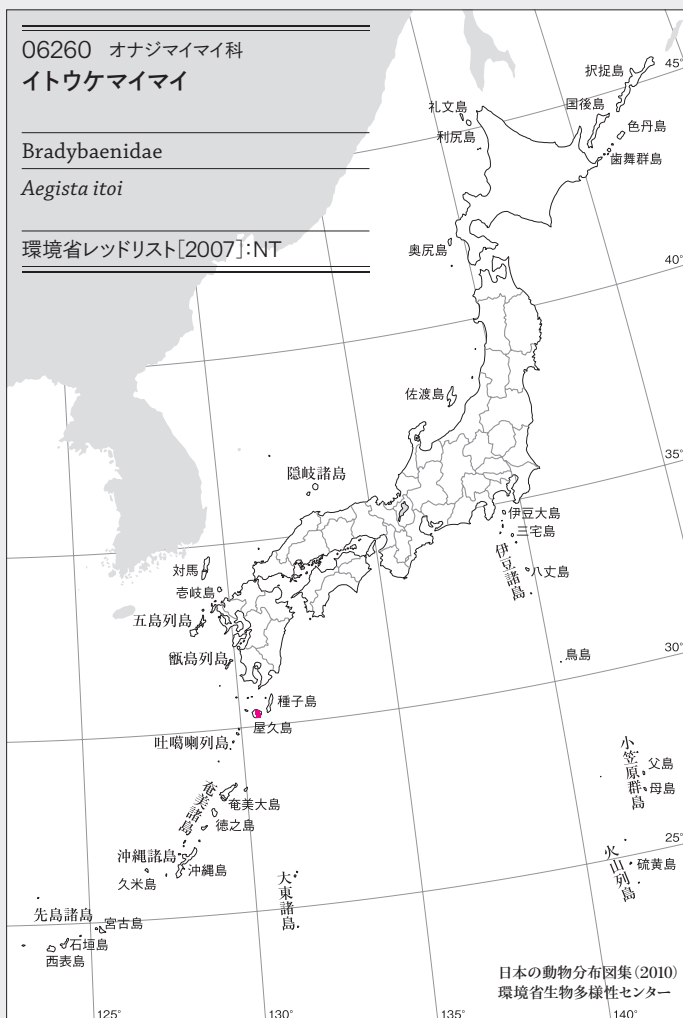 06260 オナジマイマイ科
イトウケマイマイ
Bradybaenidae
Aegista itoi
環境省レッドリスト[2007]:NT
45°
択捉島
国後島
礼文島
色丹島
利尻島
歯舞群島
奥尻島
40°
佐渡島
35°
隠岐諸島
伊豆大島
三宅島
伊豆諸島
八丈島
対馬
壱岐島
五島列島
甑島列島
鳥島
30°
種子島
屋久島
吐噶喇列島
小笠原群島
父島
母島
奄美諸島
奄美大島
徳之島
25°
沖縄諸島
沖縄島
久米島
火山列島
硫黄島
大東諸島
先島諸島
宮古島
石垣島
西表島
日本の動物分布図集(2010)
環境省生物多様性センター
125°
130°
135°
140°